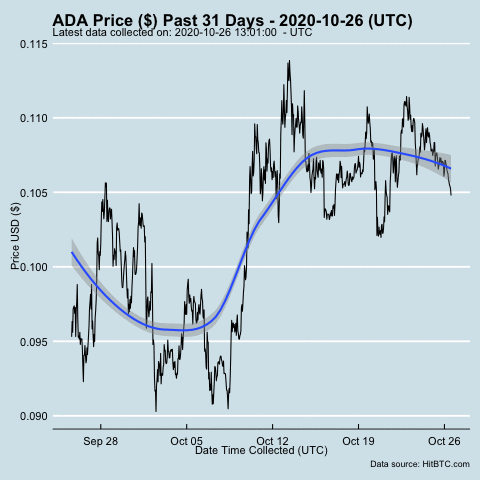 ADA Price ($) Past 31 Days - 2020-10-26 (UTC)
Latest data collected on: 2020-10-26 13:01:00  - UTC
0.115
0.110
0.105
0.100
0.095
0.090
Price USD ($)
Sep 28
Oct 05
Oct 12
Oct 19
Oct 26
Date Time Collected (UTC)
Data source: HitBTC.com